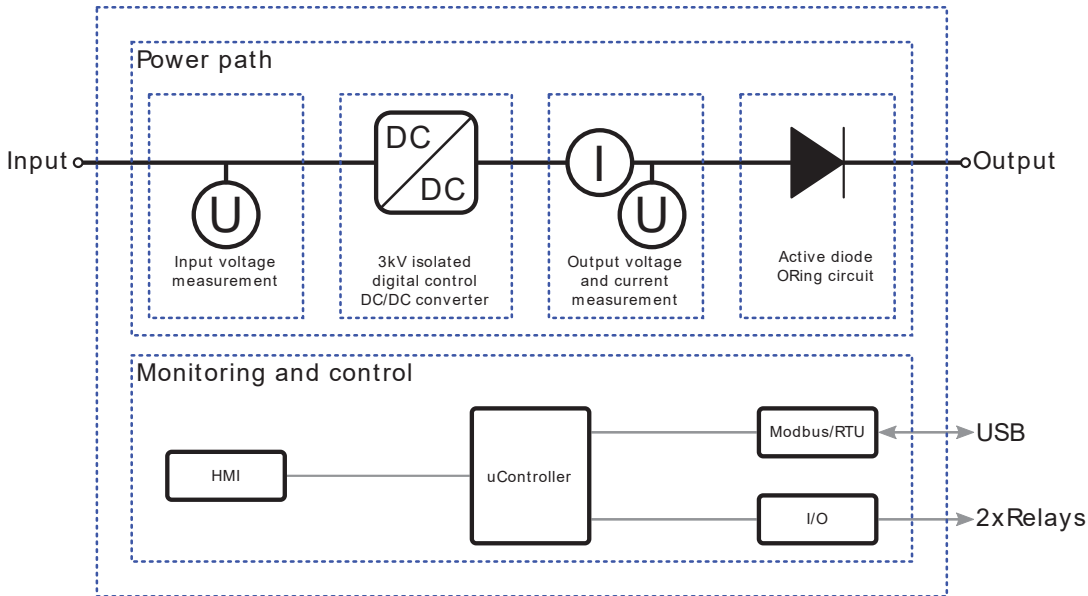 Power path
Input
U
Input voltage
measurement
DC
DC
3kV isolated
digital control
DC/DC converter
I
U
Output voltage
and current
measurement
Active diode
ORing circuit
Output
Monitoring and control
HMI
uController
Modbus/RTU
USB
I/O
2xRelays